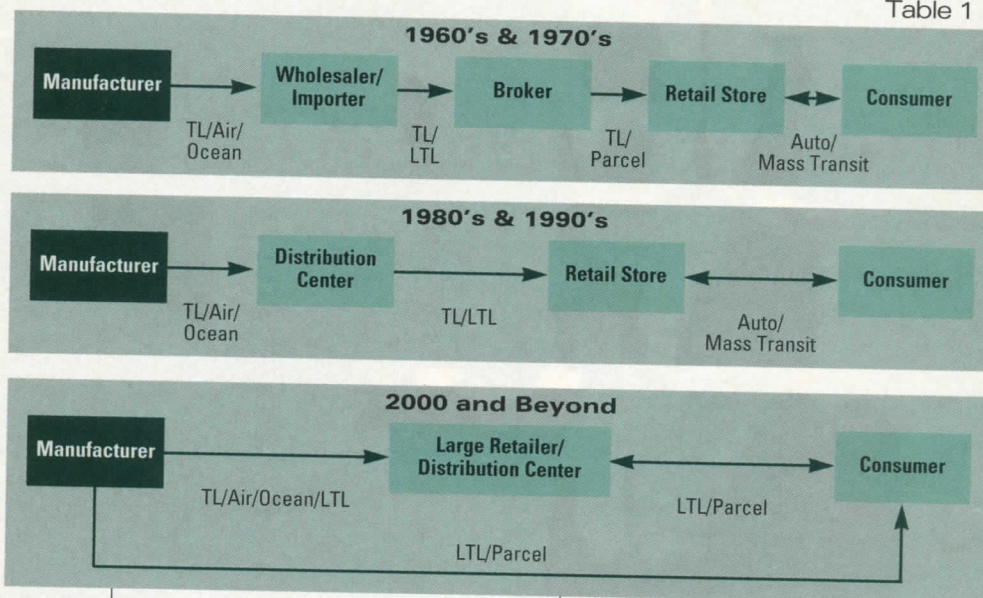 Table 1
1960's & 1970's
Manufacturer
Wholesaler/
Importer
Broker
Retail Store
Consumer
TL/Air/
Ocean
TL/
LTL
TL/
Parcel
Auto/
Mass Transit
1980's & 1990's
Manufacturer
Distribution
Center
Retail Store
Consumer
TL/Air/
Ocean
TL/LTL
Auto/
Mass Transit
2000 and Beyond
Manufacturer
Large Retailer/
Distribution Center
Consumer
TL/Air/Ocean/LTL
LTL/Parcel
LTL/Parcel